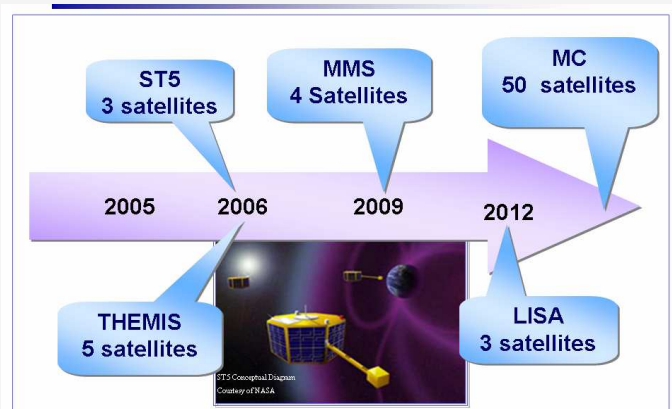 ST5
3 satellites
MMS
4 Satellites
MC
50 satellites
2005
2006
2009
2012
THEMIS
5 satellites
LISA
3 satellites
ST5 Conceptual Diagram
Courtesy of NASA